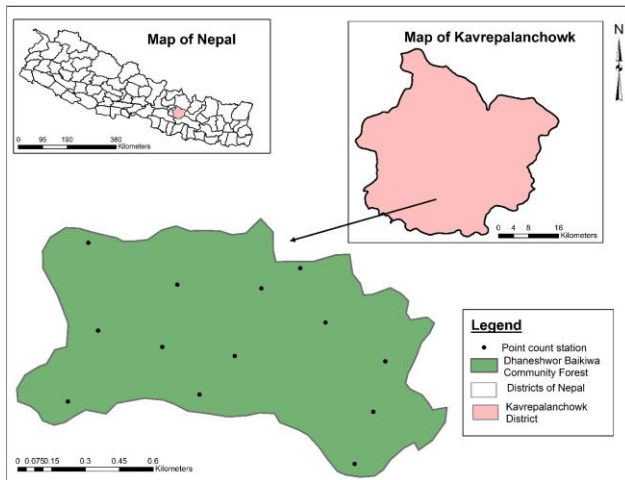 Map of Nepal
0 95 190 380
Kilometers
Map of Kavrepalanchowk
N
0 4 8 16
Kilometers
Legend
Point count station
Dhaneshwor Baikiwa
Community Forest
Districts of Nepal
Kavrepalanchowk
District
0 0.075 0.15 0.3 0.45 0.6
Kilometers